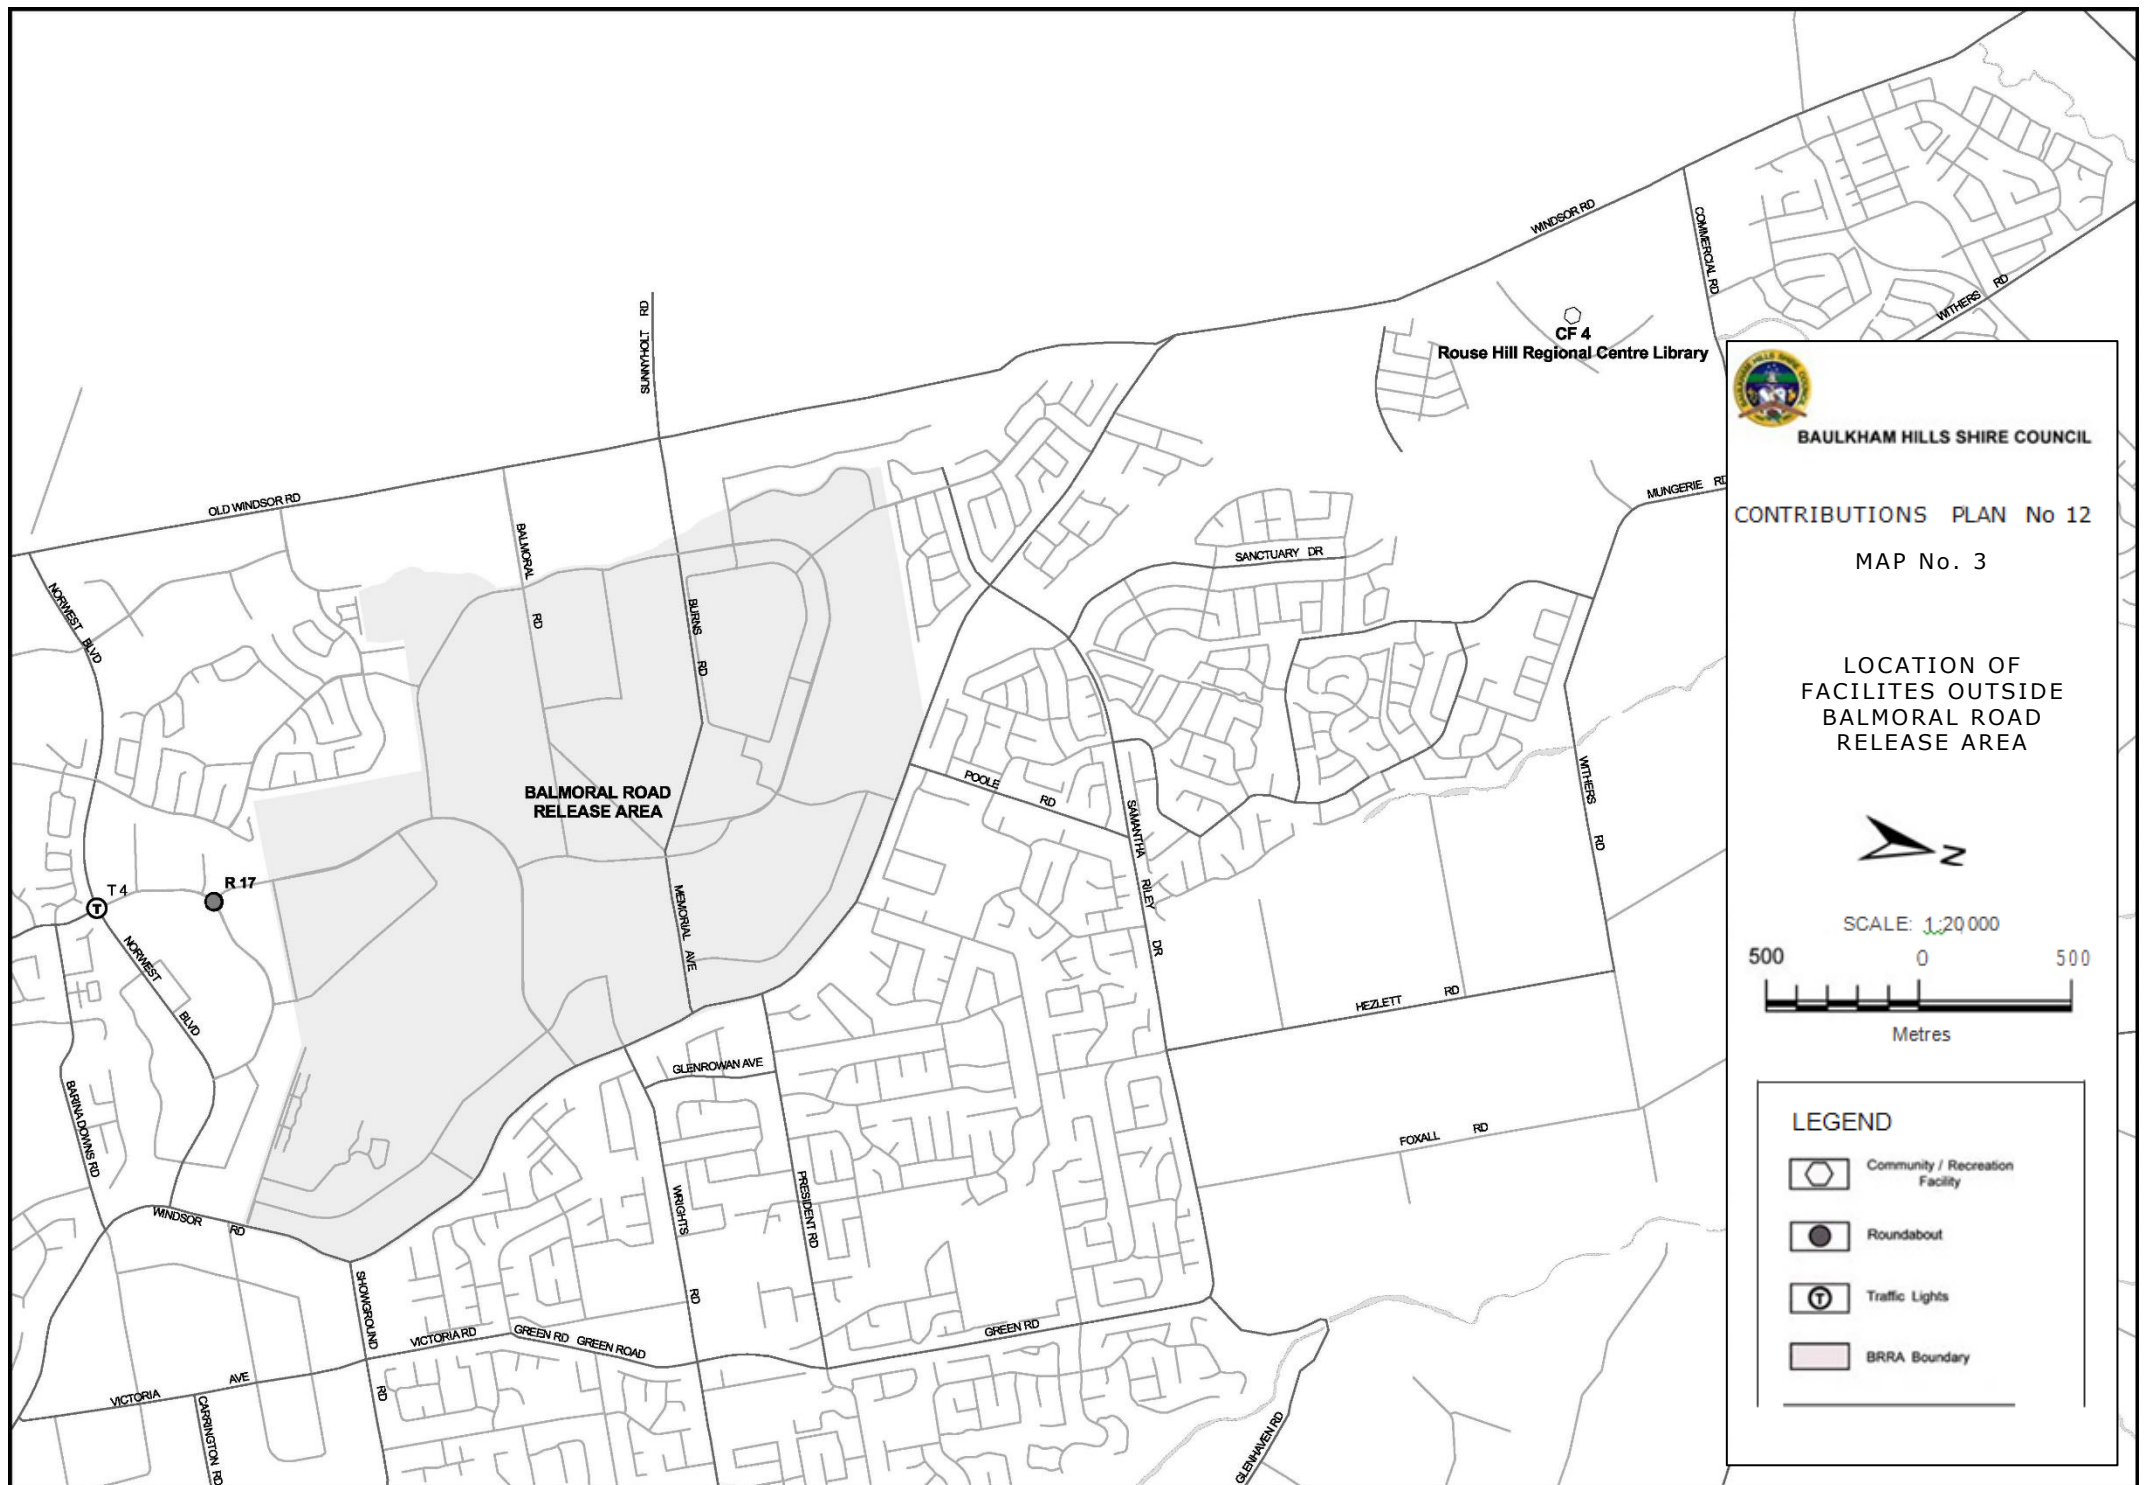 WINDSOR RD
COMMERCIAL RD
WITHERS RD
SUNNYHOLT RD
CF 4
Rouse Hill Regional Centre Library
OLD WINDSOR RD
BALMORAL RD
MUNGERIE RD
SANCTUARY DR
NORWEST BLVD
BURNS RD
BALMORAL ROAD
RELEASE AREA
POOLE RD
SAMANTHA RILEY DR
WITHERS RD
T 4
R 17
T
NORWEST BLVD
MEMORIAL AVE
HEZLETT RD
GLENROWAN AVE
BARINA DOWNS RD
FOXALL RD
WRIGHTS RD
PRESIDENT RD
WINDSOR RD
SHOWGROUND RD
VICTORIA RD
GREEN RD
GREEN ROAD
GREEN RD
VICTORIA AVE
CARRINGTON RD
GLENHAVEN RD
BAULKHAM HILLS SHIRE COUNCIL
CONTRIBUTIONS PLAN No 12
MAP No. 3
LOCATION OF
FACILITES OUTSIDE
BALMORAL ROAD
RELEASE AREA
N
SCALE: 1:20 000
500 0 500
Metres
LEGEND
Community / Recreation
Facility
Roundabout
T Traffic Lights
BRRA Boundary